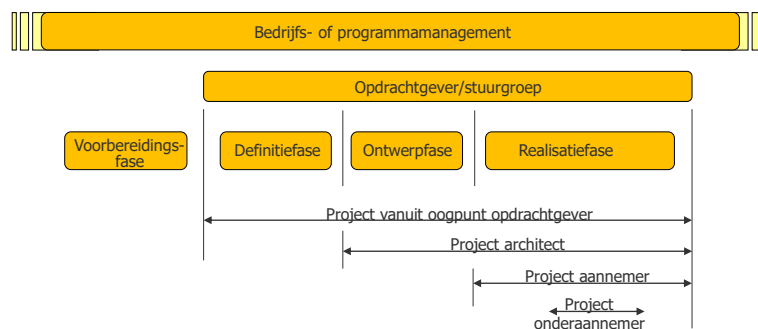 Bedrijfs- of programmamanagement
Opdrachtgever/stuurgroep
Voorbereidings-
fase
Definitiefase
Ontwerpfase
Realisatiefase
Project vanuit oogpunt opdrachtgever
Project architect
Project aannemer
Project
onderaannemer